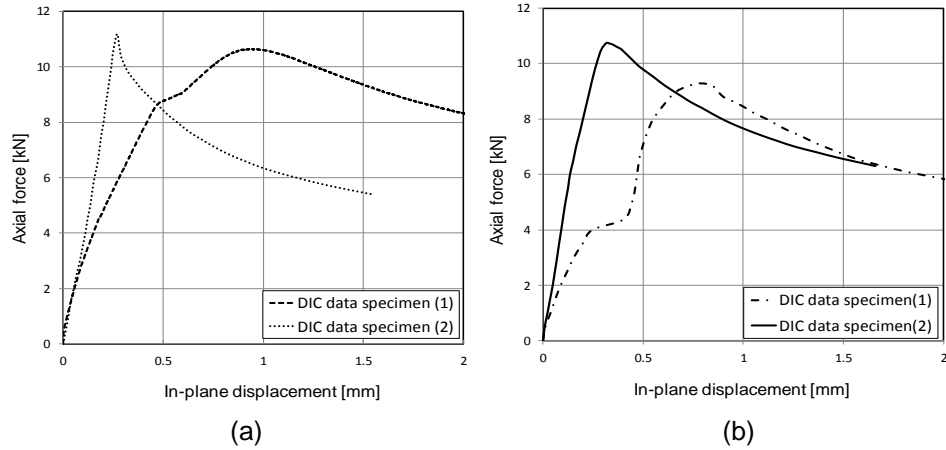 12
10
8
6
4
2
0
Axial force [kN]
DIC data specimen (1)
DIC data specimen (2)
0 0.5 1 1.5 2
In-plane displacement [mm]
(a)
12
10
8
6
4
2
0
Axial force [kN]
DIC data specimen(1)
DIC data specimen(2)
0 0.5 1 1.5 2
In-plane displacement [mm]
(b)